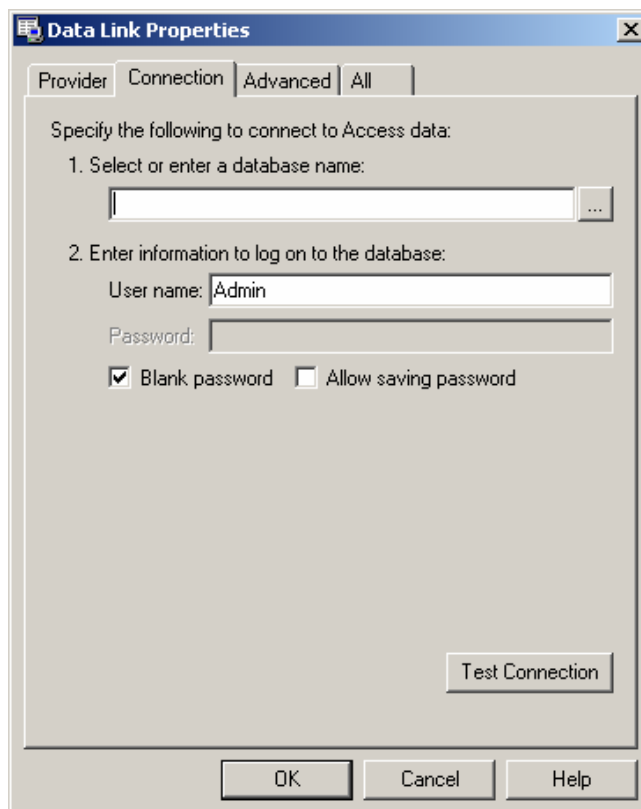 Data Link Properties
Provider Connection Advanced All
Specify the following to connect to Access data:
1. Select or enter a database name:
...
2. Enter information to log on to the database:
User name: Admin
Password:
Blank password Allow saving password
Test Connection
OK Cancel Help